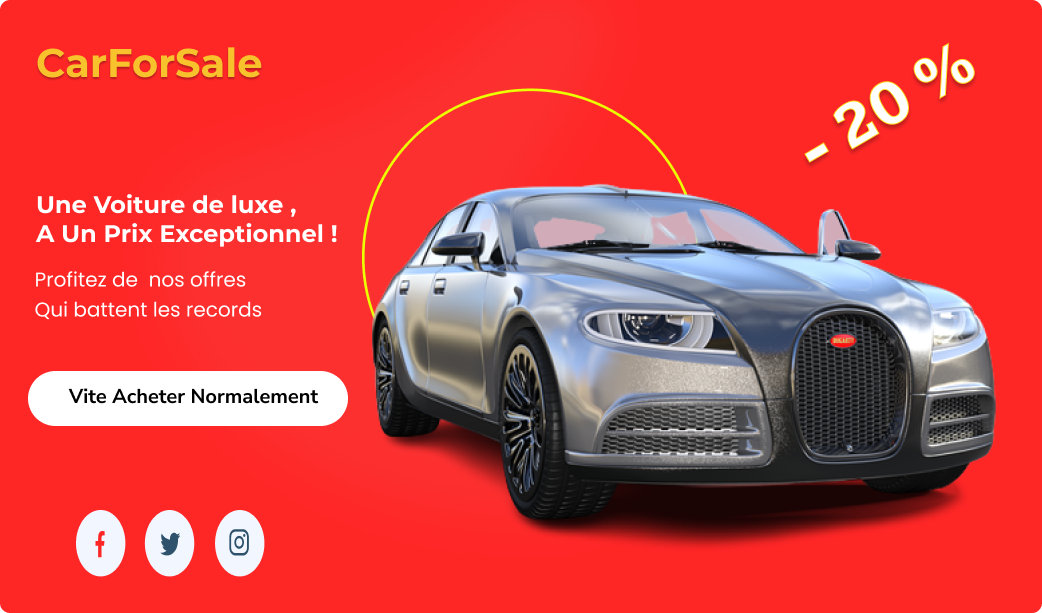 CarForSale
- 20 %
Une Voiture de luxe ,
A Un Prix Exceptionnel !
Profitez de nos offres
Qui battent les records
Vite Acheter Normalement